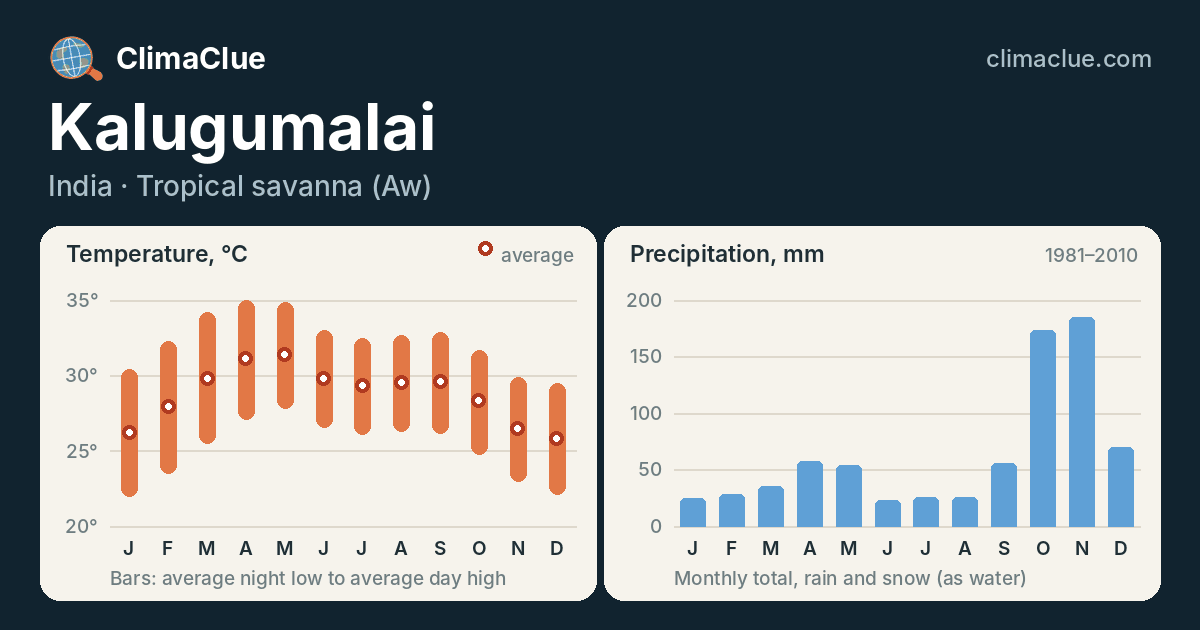 ClimaClue
climaclue.com
Kalugumalai
India · Tropical savanna (Aw)
Temperature, °C
average
35°
30°
25°
20°
J F M A M J J A S O N D
Bars: average night low to average day high
Precipitation, mm
1981–2010
200
150
100
50
0
J F M A M J J A S O N D
Monthly total, rain and snow (as water)